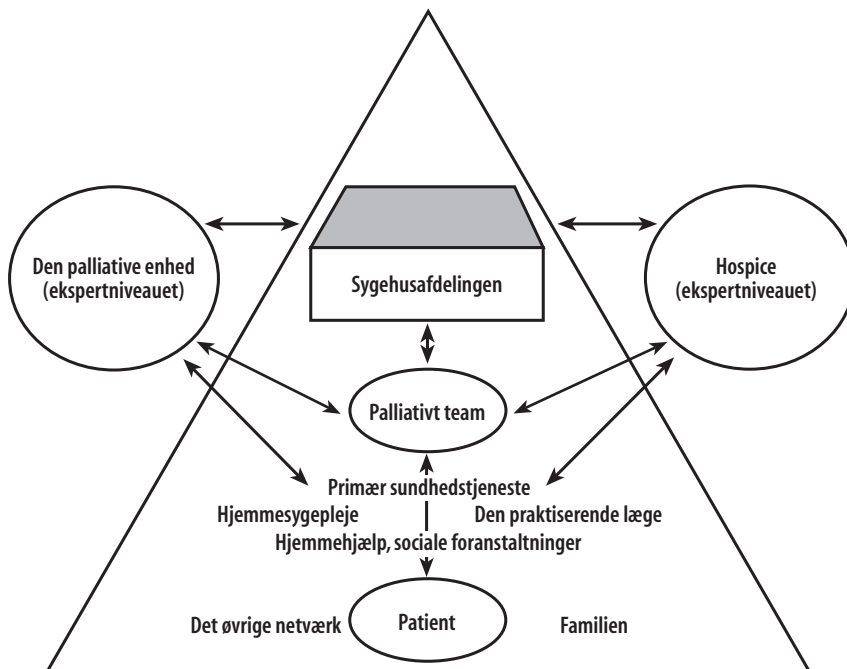 Den palliative enhed
(ekspertniveauet)
Sygehusafdelingen
Hospice
(ekspertniveauet)
Palliativt team
Primær sundhedstjeneste
Hjemmesygepleje
Den praktiserende læge
Hjemmehjælp, sociale foranstaltninger
Det øvrige netværk
Patient
Familien